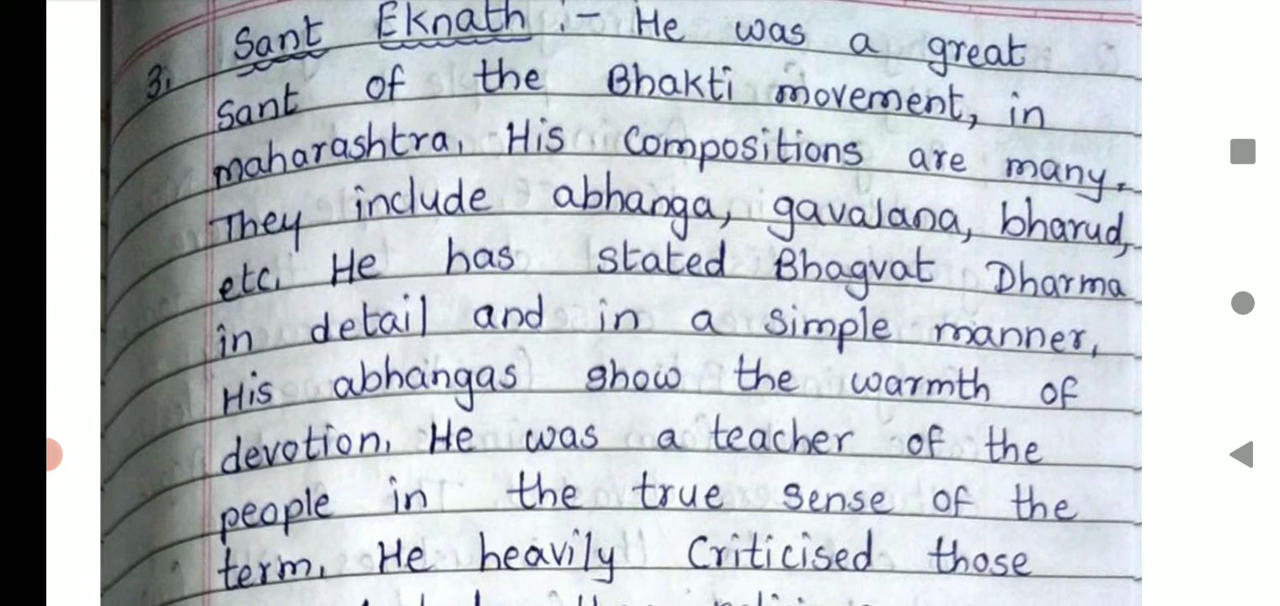 3. Sant Eknath :- He was a great
sant of the Bhakti movement, in
maharashtra. His Compositions are many.
They include abhanga, gavalana, bharud,
etc. He has stated Bhagvat Dharma
in detail and in a simple manner,
His abhangas show the warmth of
devotion. He was a teacher of the
people in the true sense of the
term. He heavily Criticised those